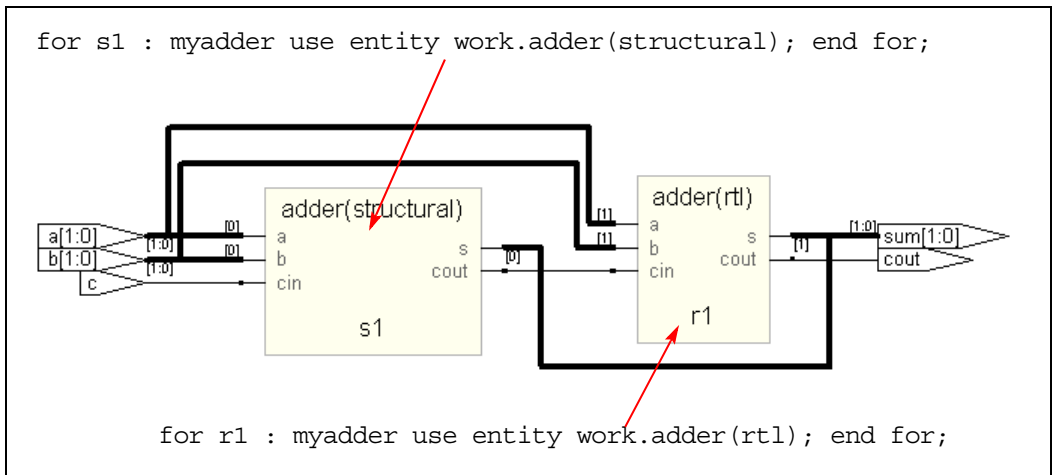 for s1 : myadder use entity work.adder(structural); end for;
adder(structural)
adder(rtl)
a[1:0]
b[1:0]
c
[1:0]
[1:0]
[0]
[0]
a
b
cin
s
cout
s1
[0]
[1]
[1]
a
b
cin
s
cout
r1
[1]
[1:0]
sum[1:0]
cout
for r1 : myadder use entity work.adder(rtl); end for;